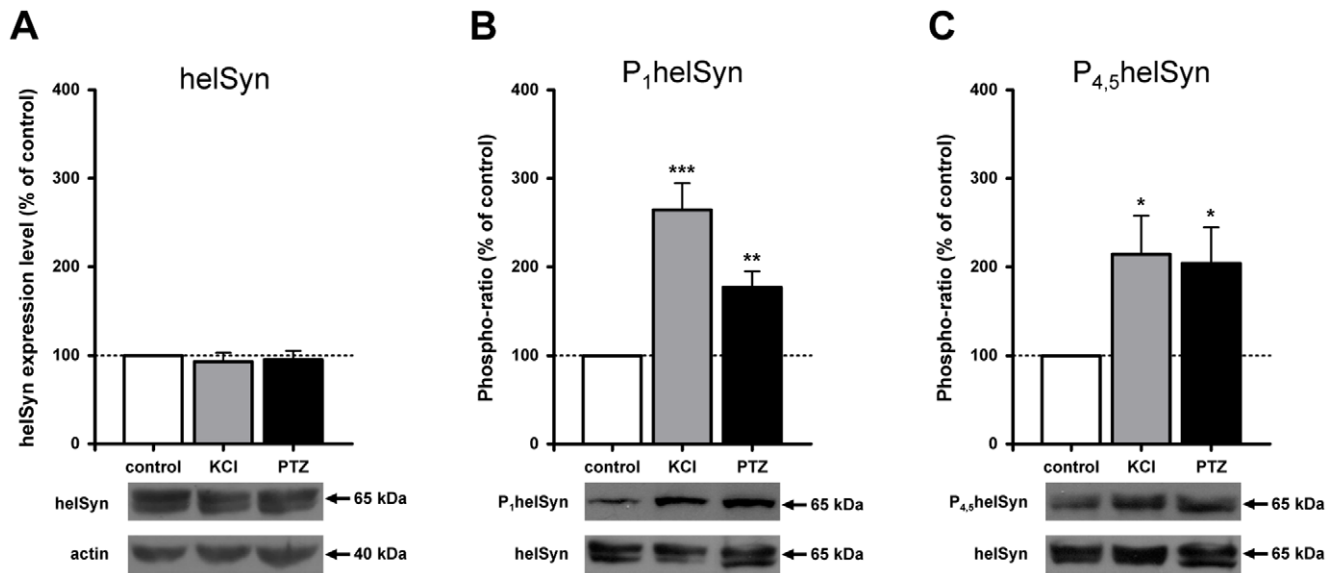 A
helSyn
helSyn expression level (% of control)
400
300
200
100
0
control KCl PTZ
helSyn 65 kDa
actin 40 kDa
B
P₁helSyn
Phospho-ratio (% of control)
400
300
200
100
0
***
**
control KCl PTZ
P₁helSyn 65 kDa
helSyn 65 kDa
C
P₄,₅helSyn
Phospho-ratio (% of control)
400
300
200
100
0
*
*
control KCl PTZ
P₄,₅helSyn 65 kDa
helSyn 65 kDa